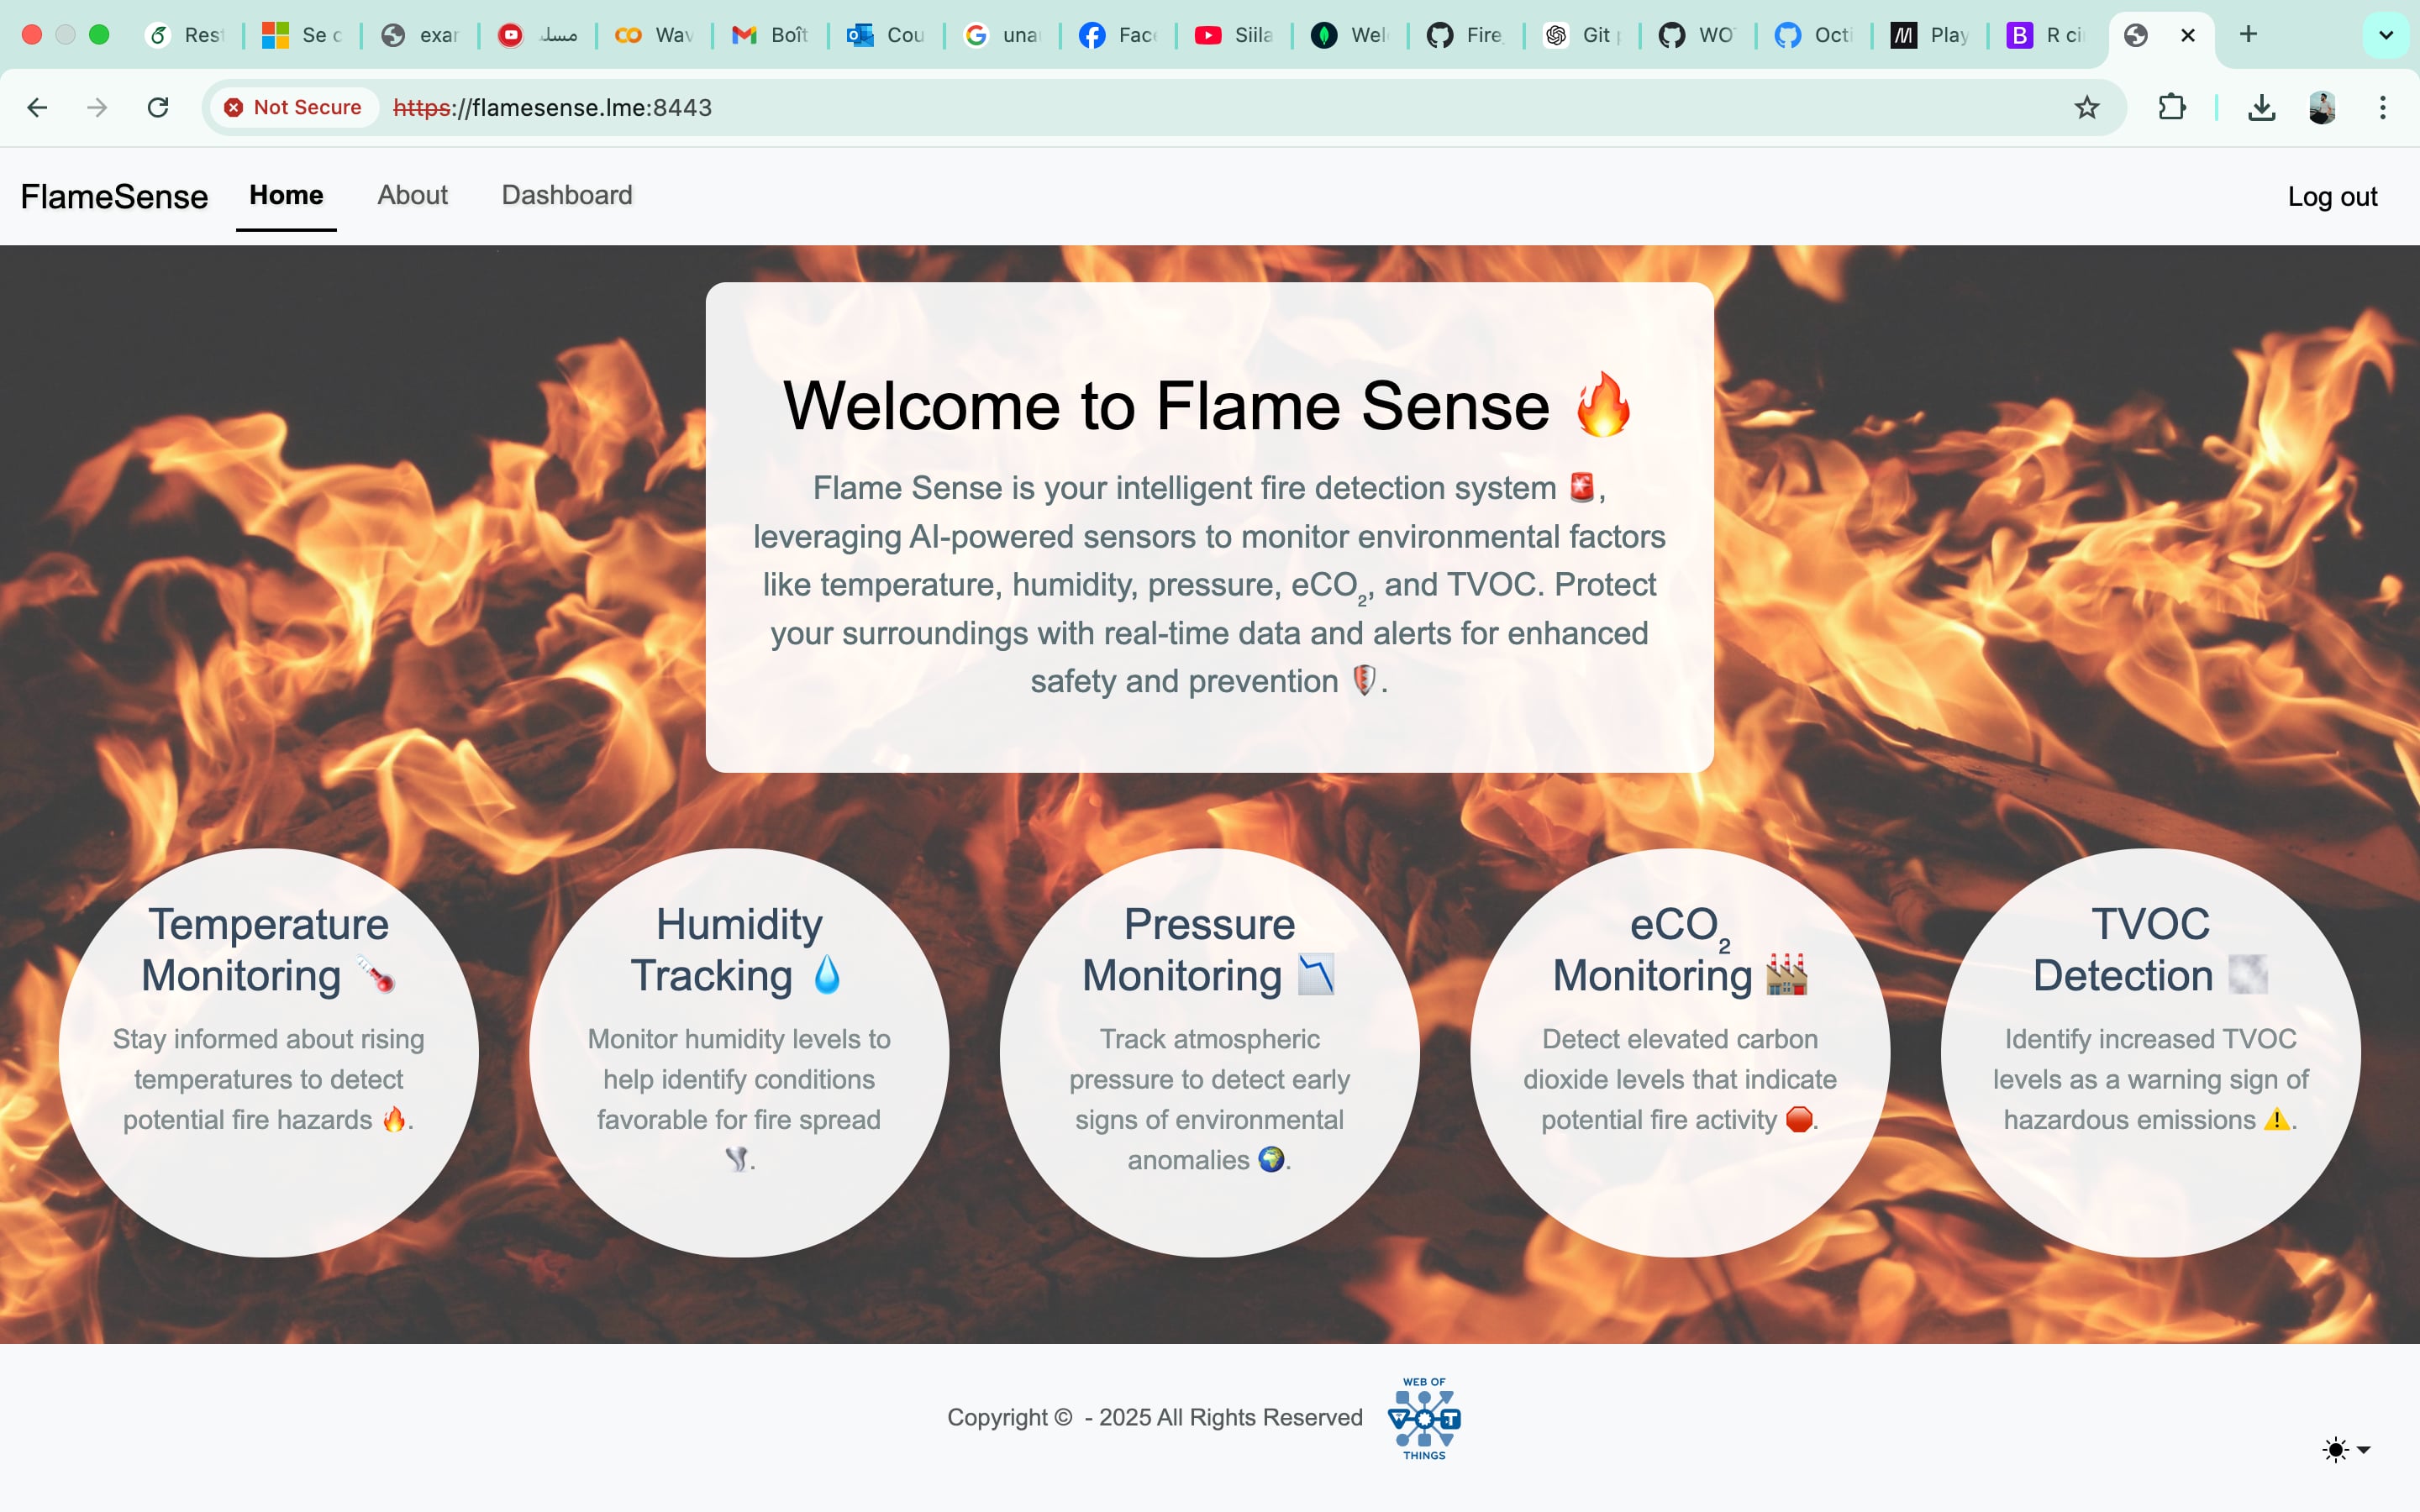 Rest
Se c
exar
مسلـ
Wav
Boît
Cou
una
Face
Siila
Wel
Fire_
Git p
WO
Octi
Play
R ci
Not Secure
https://flamesense.lme:8443
FlameSense
Home
About
Dashboard
Log out
Welcome to Flame Sense 🔥
Flame Sense is your intelligent fire detection system 🚨,
leveraging AI-powered sensors to monitor environmental factors
like temperature, humidity, pressure, eCO₂, and TVOC. Protect
your surroundings with real-time data and alerts for enhanced
safety and prevention 🛡️.
Temperature
Monitoring 🌡️
Stay informed about rising
temperatures to detect
potential fire hazards 🔥.
Humidity
Tracking 💧
Monitor humidity levels to
help identify conditions
favorable for fire spread
🌪️.
Pressure
Monitoring 📉
Track atmospheric
pressure to detect early
signs of environmental
anomalies 🌍.
eCO₂
Monitoring 🏭
Detect elevated carbon
dioxide levels that indicate
potential fire activity 🛑.
TVOC
Detection 🌫️
Identify increased TVOC
levels as a warning sign of
hazardous emissions ⚠️.
Copyright © - 2025 All Rights Reserved
WEB OF
W T
THINGS